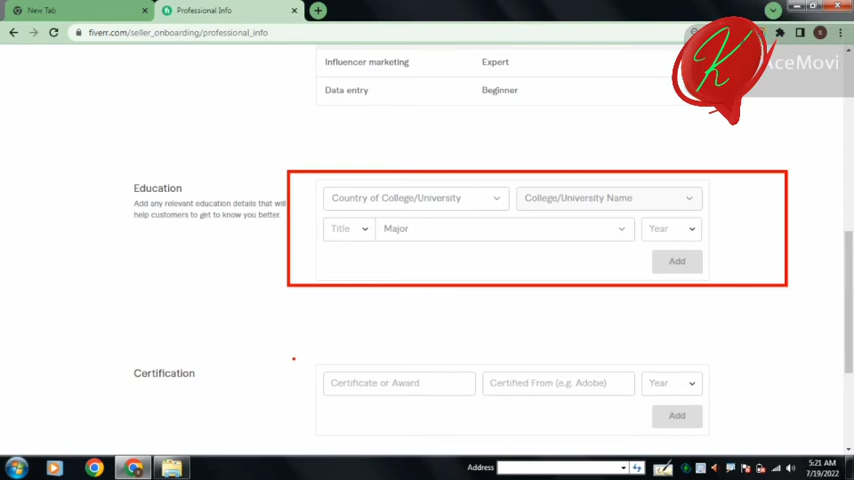 New Tab
Professional Info
fiverr.com/seller_onboarding/professional_info
K
AceMovi
Influencer marketing Expert
Data entry Beginner
Education
Add any relevant education details that will
help customers to get to know you better.
Country of College/University College/University Name
Title Major Year
Add
Certification
Certificate or Award Certified From (e.g. Adobe) Year
Add
Address
5:21 AM
7/19/2022